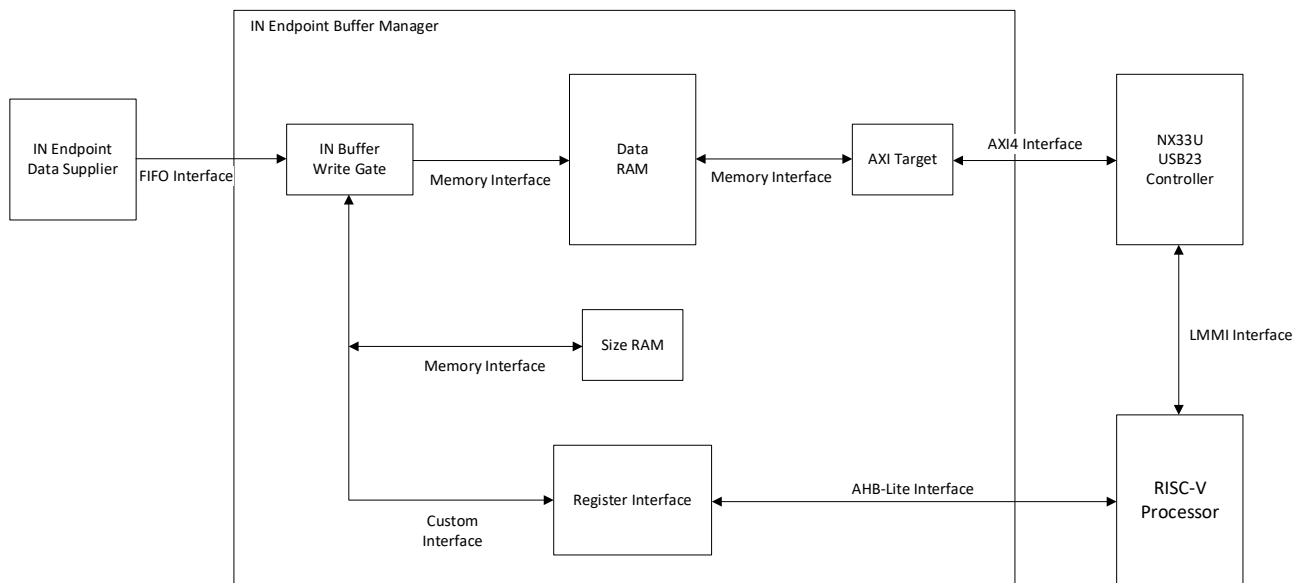 IN Endpoint Buffer Manager
IN Endpoint
Data Supplier
FIFO Interface
IN Buffer
Write Gate
Memory Interface
Data
RAM
Memory Interface
AXI Target
AXI4 Interface
NX33U
USB23
Controller
Memory Interface
Size RAM
LMMI Interface
Custom
Interface
Register Interface
AHB-Lite Interface
RISC-V
Processor